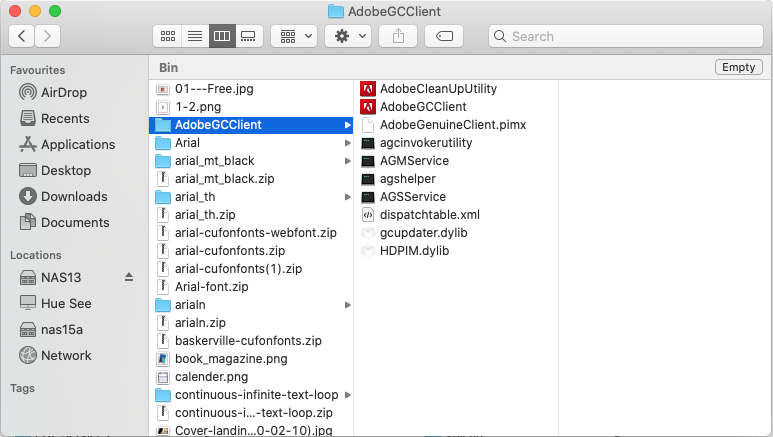 AdobeGCClient
Search
Favourites
AirDrop
Recents
Applications
Desktop
Downloads
Documents
Locations
NAS13
Hue See
nas15a
Network
Tags
Bin
Empty
01---Free.jpg
1-2.png
AdobeGCClient
Arial
arial_mt_black
arial_mt_black.zip
arial_th
arial_th.zip
arial-cufonfonts-webfont.zip
arial-cufonfonts.zip
arial-cufonfonts(1).zip
Arial-font.zip
arialn
arialn.zip
baskerville-cufonfonts.zip
book_magazine.png
calender.png
continuous-infinite-text-loop
continuous-i...-text-loop.zip
Cover-landin...0-02-10).jpg
AdobeCleanUpUtility
AdobeGCClient
AdobeGenuineClient.pimx
agcinvokerutility
AGMService
agshelper
AGSService
dispatchtable.xml
gcupdater.dylib
HDPIM.dylib